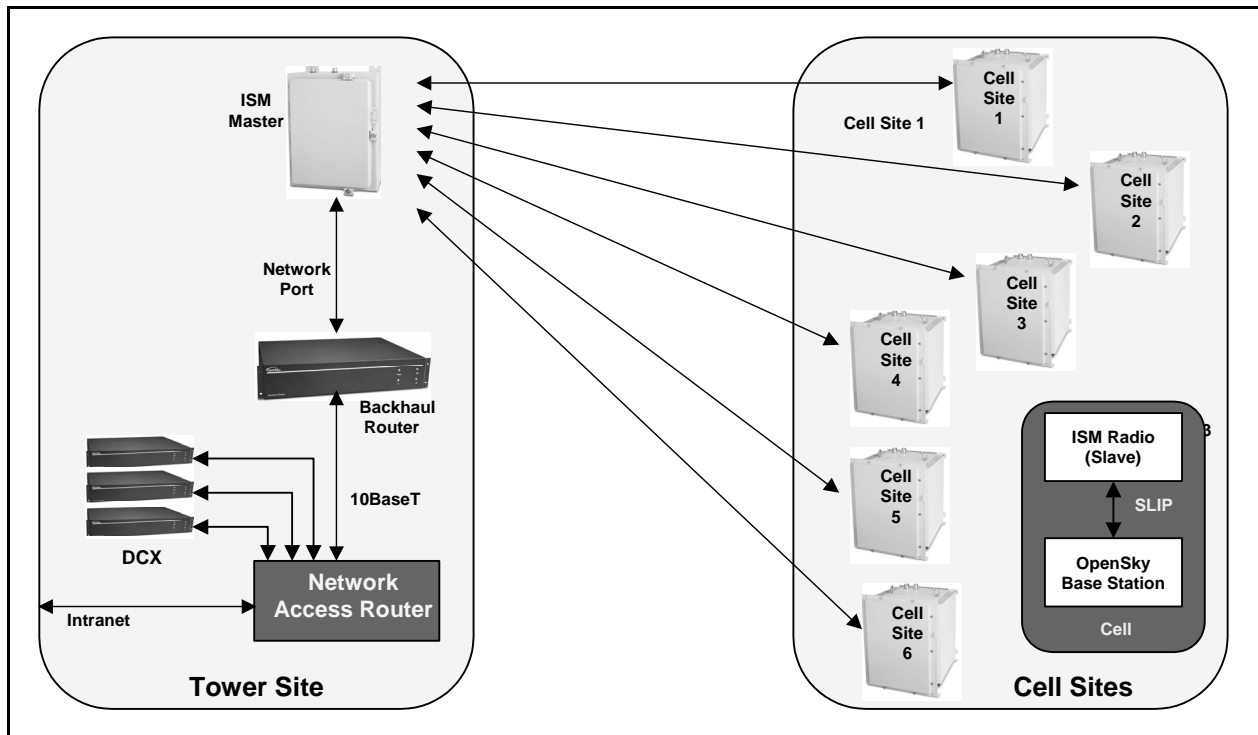 ISM
Master
Network
Port
Backhaul
Router
10BaseT
DCX
Network
Access Router
Intranet
Tower Site
Cell Site 1
Cell
Site
1
Cell
Site
2
Cell
Site
3
Cell
Site
4
Cell
Site
5
Cell
Site
6
3
ISM Radio
(Slave)
SLIP
OpenSky
Base Station
Cell
Cell Sites